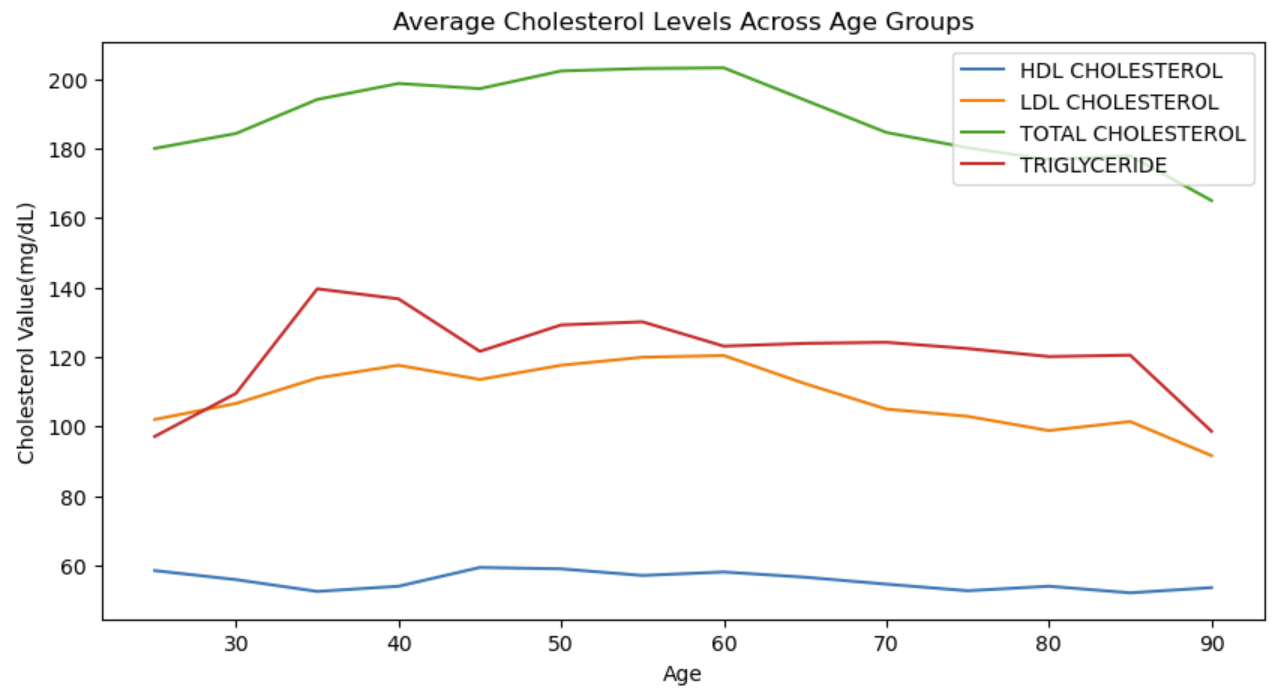 Average Cholesterol Levels Across Age Groups
HDL CHOLESTEROL
LDL CHOLESTEROL
TOTAL CHOLESTEROL
TRIGLYCERIDE
Cholesterol Value(mg/dL)
200
180
160
140
120
100
80
60
30 40 50 60 70 80 90
Age